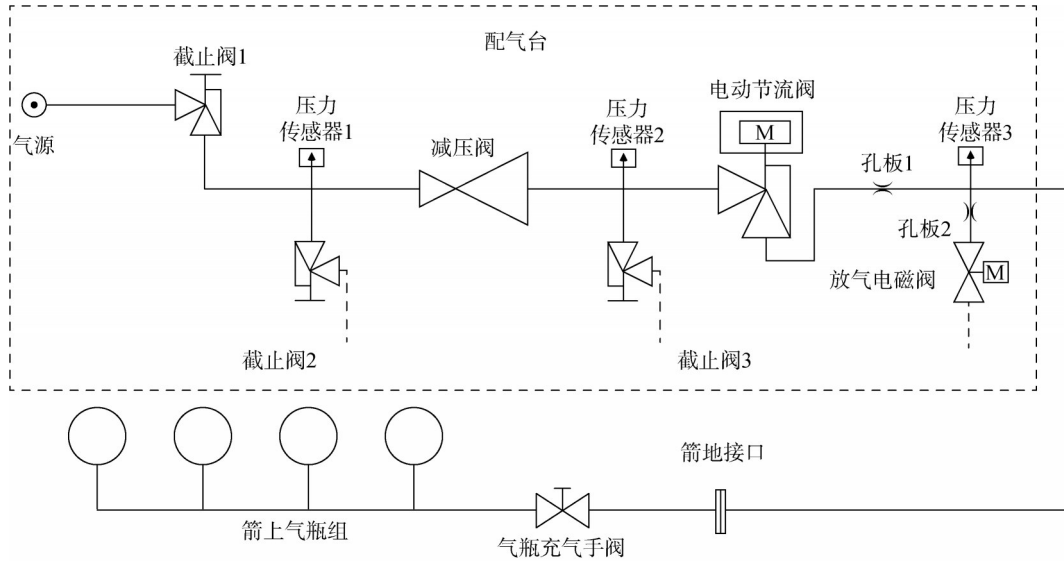 配气台
截止阀1
电动节流阀
M
压力
传感器1
压力
传感器2
压力
传感器3
气源
减压阀
孔板1
孔板2
放气电磁阀
M
截止阀2
截止阀3
箭地接口
箭上气瓶组
气瓶充气手阀